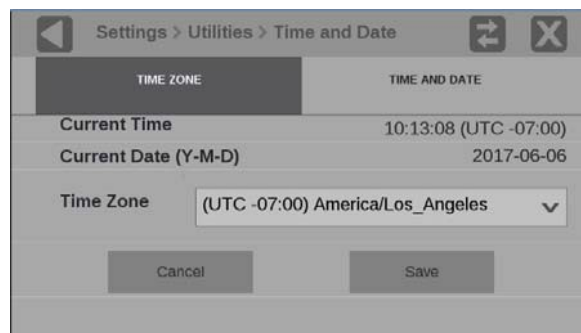 Settings > Utilities > Time and Date
TIME ZONE
TIME AND DATE
Current Time 10:13:08 (UTC -07:00)
Current Date (Y-M-D) 2017-06-06
Time Zone (UTC -07:00) America/Los_Angeles
Cancel Save